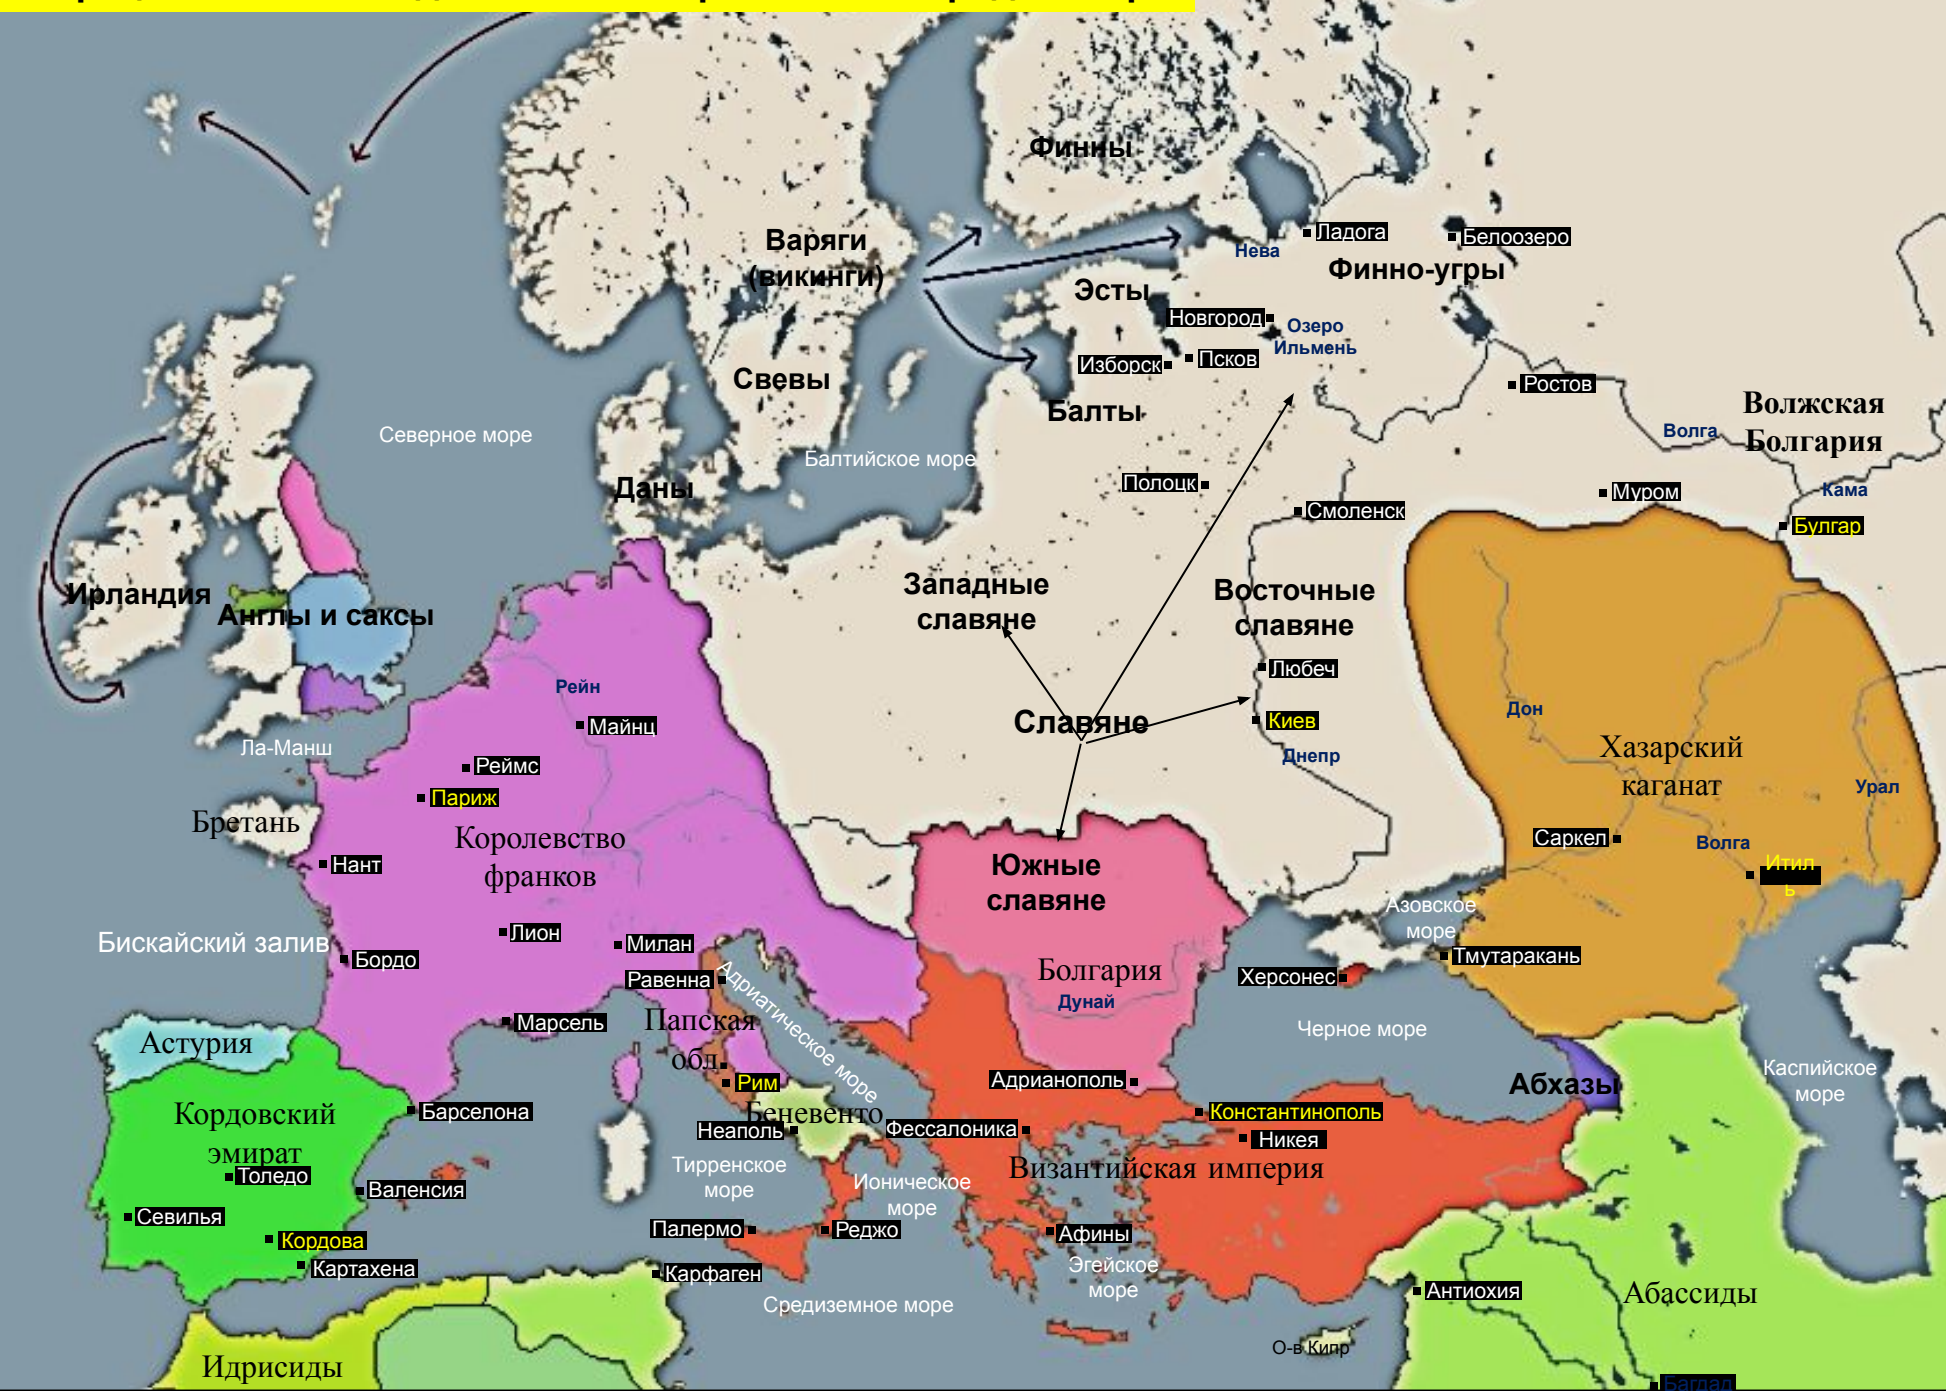 Финны
Ладога
Белоозеро
Варяги
(викинги)
Нева
Финно-угры
Эсты
Новгород
Озеро
Ильмень
Изборск
Псков
Свевы
Ростов
Балты
Волжская
Болгария
Волга
Северное море
Балтийское море
Даны
Полоцк
Муром
Кама
Смоленск
Булгар
Ирландия
Англы и саксы
Западные
славяне
Восточные
славяне
Любеч
Рейн
Майнц
Славяне
Киев
Дон
Ла-Манш
Днепр
Хазарский
каганат
Урал
Реймс
Париж
Бретань
Королевство
франков
Нант
Саркел
Волга
Итил
ь
Южные
славяне
Азовское
море
Бискайский залив
Лион
Милан
Бордо
Равенна
Адриатическое море
Болгария
Дунай
Херсонес
Тмутаракань
Марсель
Папская
обл.
Черное море
Астурия
Рим
Адрианополь
Абхазы
Каспийское
море
Кордовский
эмират
Барселона
Беневенто
Неаполь
Фессалоника
Константинополь
Никея
Толедо
Валенсия
Тирренское
море
Ионическое
море
Византийская империя
Севилья
Кордова
Картахена
Палермо
Реджо
Афины
Эгейское
море
Карфаген
Средиземное море
Антиохия
Абассиды
О-в Кипр
Идрисиды
Багдад